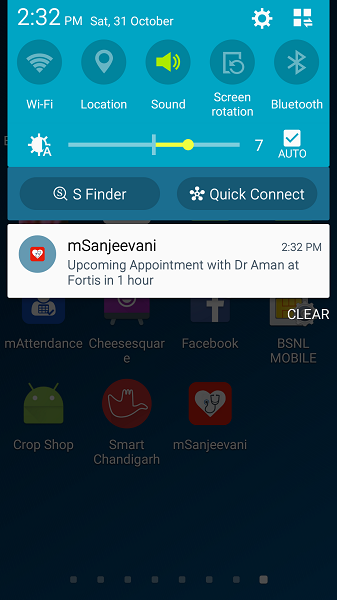 2:32 PM Sat, 31 October
Wi-Fi Location Sound Screen rotation Bluetooth
A 7 AUTO
S Finder Quick Connect
mSanjeevani 2:32 PM
Upcoming Appointment with Dr Aman at
Fortis in 1 hour
CLEAR
mAttendance Cheesesquar
e Facebook BSNL
MOBILE
Crop Shop Smart
Chandigarh mSanjeevani